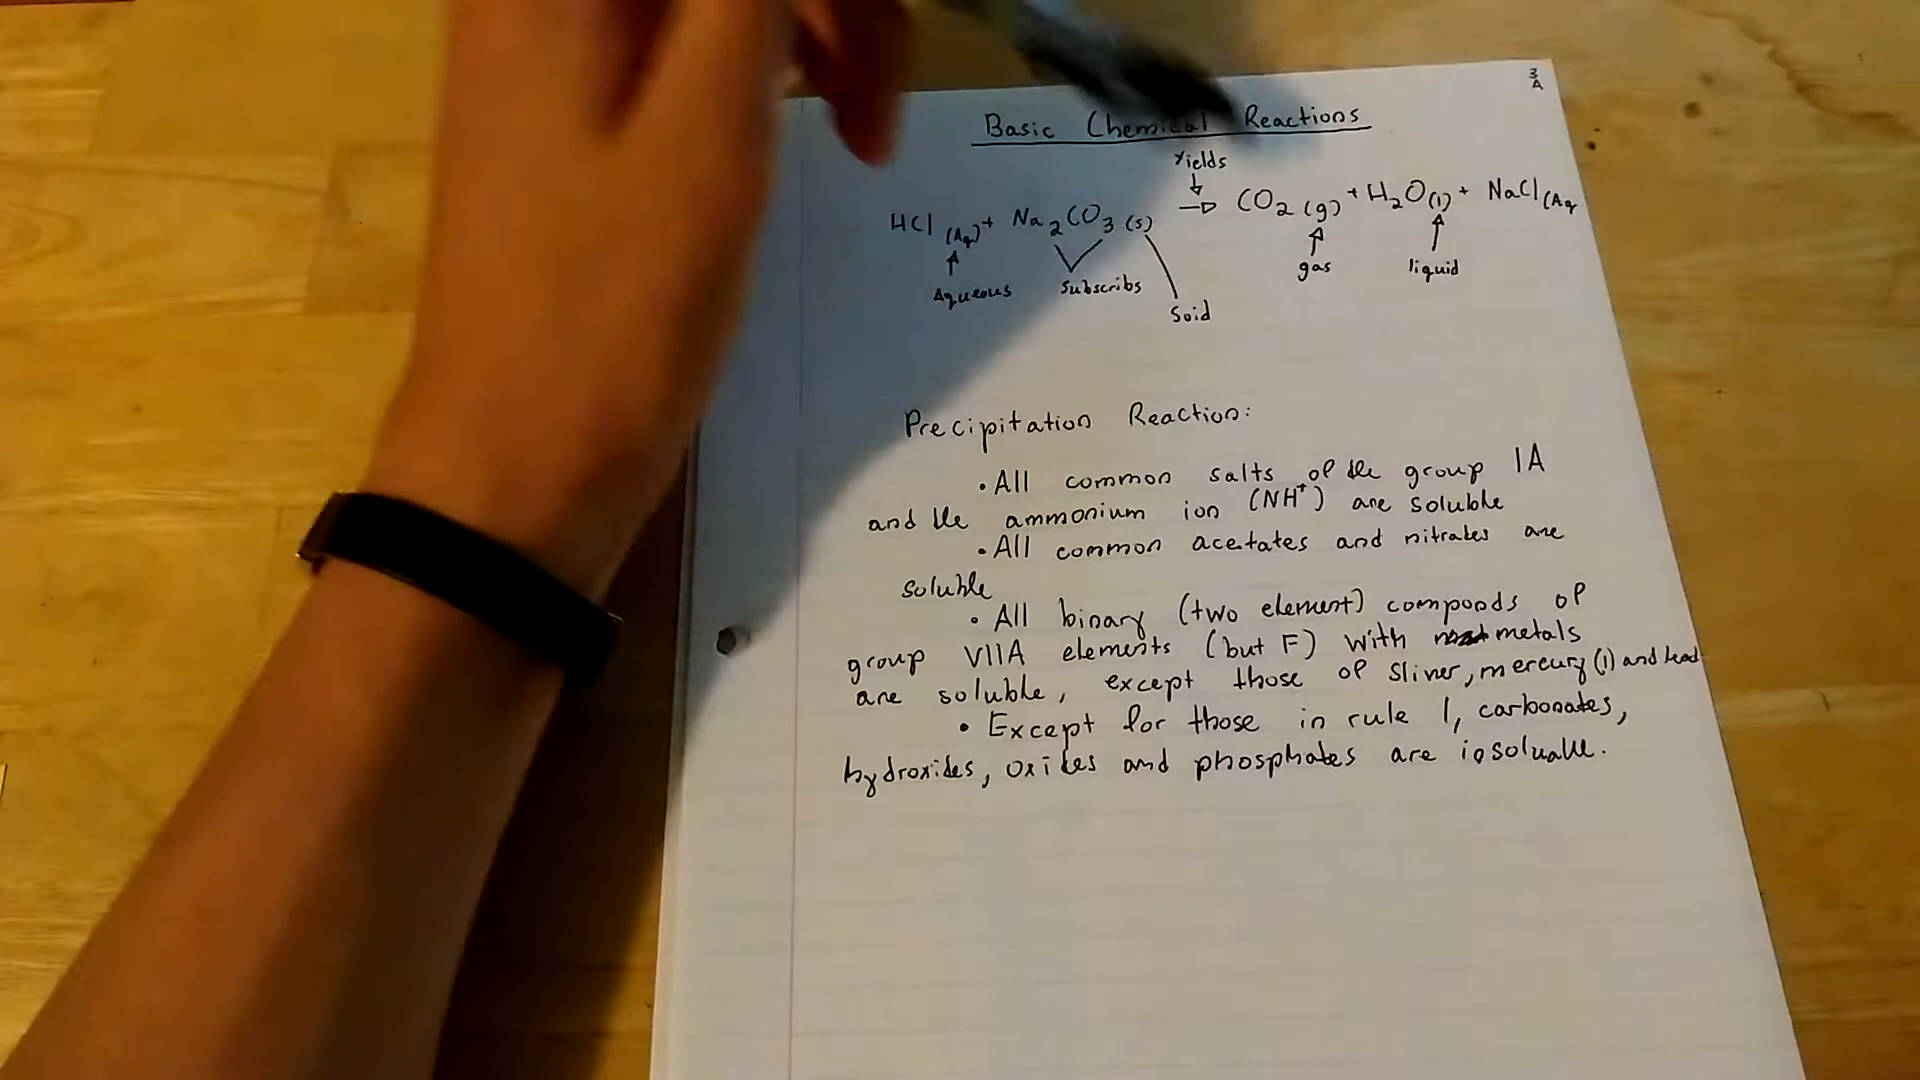 3
A
Basic Chemical Reactions
Yields
HCl (Aq) + Na2CO3 (s) → CO2 (g) + H2O (l) + NaCl (Aq
Aqueous Subscribs Soid gas liquid
Precipitation Reaction:
• All common salts of the group IA
and the ammonium ion (NH+) are soluble
• All common acetates and nitrates are
soluble
• All binary (two element) componds of
group VIIA elements (but F) with metals
are soluble, except those of Sliver, mercury (I) and lead
• Except for those in rule 1, carbonates,
hydroxides, oxides and phosphates are insoluable.